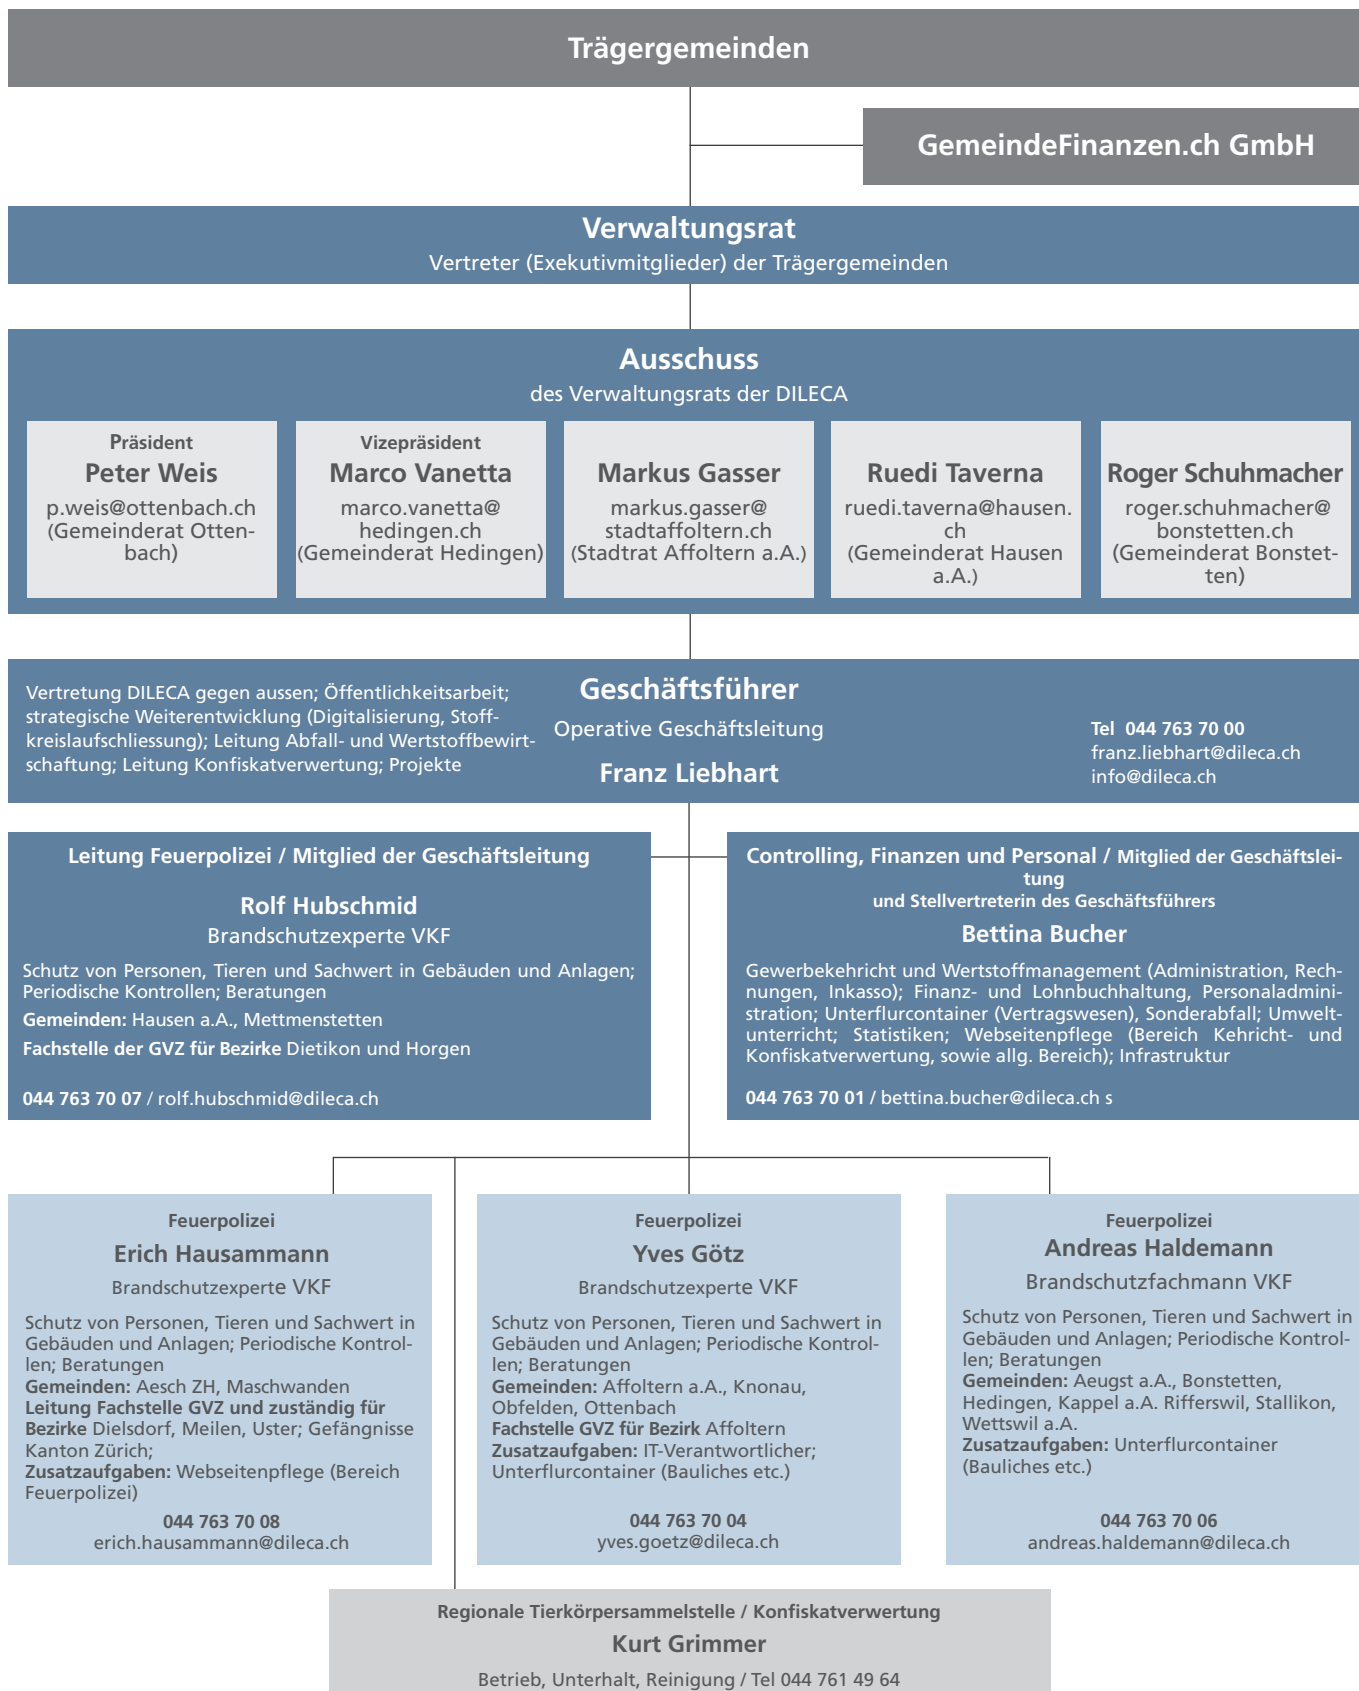 Trägergemeinden
GemeindeFinanzen.ch GmbH
Verwaltungsrat
Vertreter (Exekutivmitglieder) der Trägergemeinden
Ausschuss
des Verwaltungsrats der DILECA
Präsident
Peter Weis
p.weis@ottenbach.ch
(Gemeinderat Otten-
bach)
Vizepräsident
Marco Vanetta
marco.vanetta@
hedingen.ch
(Gemeinderat Hedingen)
Markus Gasser
markus.gasser@
stadtaffoltern.ch
(Stadtrat Affoltern a.A.)
Ruedi Taverna
ruedi.taverna@hausen.
ch
(Gemeinderat Hausen
a.A.)
Roger Schuhmacher
roger.schuhmacher@
bonstetten.ch
(Gemeinderat Bonstet-
ten)
Vertretung DILECA gegen aussen; Öffentlichkeitsarbeit;
strategische Weiterentwicklung (Digitalisierung, Stoff-
kreislaufschliessung); Leitung Abfall- und Wertstoffbewirt-
schaftung; Leitung Konfiskatverwertung; Projekte
Geschäftsführer
Operative Geschäftsleitung
Franz Liebhart
Tel 044 763 70 00
franz.liebhart@dileca.ch
info@dileca.ch
Leitung Feuerpolizei / Mitglied der Geschäftsleitung
Rolf Hubschmid
Brandschutzexperte VKF
Schutz von Personen, Tieren und Sachwert in Gebäuden und Anlagen;
Periodische Kontrollen; Beratungen
Gemeinden: Hausen a.A., Mettmenstetten
Fachstelle der GVZ für Bezirke Dietikon und Horgen
044 763 70 07 / rolf.hubschmid@dileca.ch
Controlling, Finanzen und Personal / Mitglied der Geschäftslei-
tung
und Stellvertreterin des Geschäftsführers
Bettina Bucher
Gewerbekehricht und Wertstoffmanagement (Administration, Rech-
nungen, Inkasso); Finanz- und Lohnbuchhaltung, Personaladmini-
stration; Unterflurcontainer (Vertragswesen), Sonderabfall; Umwelt-
unterricht; Statistiken; Webseitenpflege (Bereich Kehricht- und
Konfiskatverwertung, sowie allg. Bereich); Infrastruktur
044 763 70 01 / bettina.bucher@dileca.ch s
Feuerpolizei
Erich Hausammann
Brandschutzexperte VKF
Schutz von Personen, Tieren und Sachwert in
Gebäuden und Anlagen; Periodische Kontrol-
len; Beratungen
Gemeinden: Aesch ZH, Maschwanden
Leitung Fachstelle GVZ und zuständig für
Bezirke Dielsdorf, Meilen, Uster; Gefängnisse
Kanton Zürich;
Zusatzaufgaben: Webseitenpflege (Bereich
Feuerpolizei)
044 763 70 08
erich.hausammann@dileca.ch
Feuerpolizei
Yves Götz
Brandschutzexperte VKF
Schutz von Personen, Tieren und Sachwert in
Gebäuden und Anlagen; Periodische Kontrol-
len; Beratungen
Gemeinden: Affoltern a.A., Knonau,
Obfelden, Ottenbach
Fachstelle GVZ für Bezirk Affoltern
Zusatzaufgaben: IT-Verantwortlicher;
Unterflurcontainer (Bauliches etc.)
044 763 70 04
yves.goetz@dileca.ch
Feuerpolizei
Andreas Haldemann
Brandschutzfachmann VKF
Schutz von Personen, Tieren und Sachwert in
Gebäuden und Anlagen; Periodische Kontrol-
len; Beratungen
Gemeinden: Aeugst a.A., Bonstetten,
Hedingen, Kappel a.A. Rifferswil, Stallikon,
Wettswil a.A.
Zusatzaufgaben: Unterflurcontainer
(Bauliches etc.)
044 763 70 06
andreas.haldemann@dileca.ch
Regionale Tierkörpersammelstelle / Konfiskatverwertung
Kurt Grimmer
Betrieb, Unterhalt, Reinigung / Tel 044 761 49 64